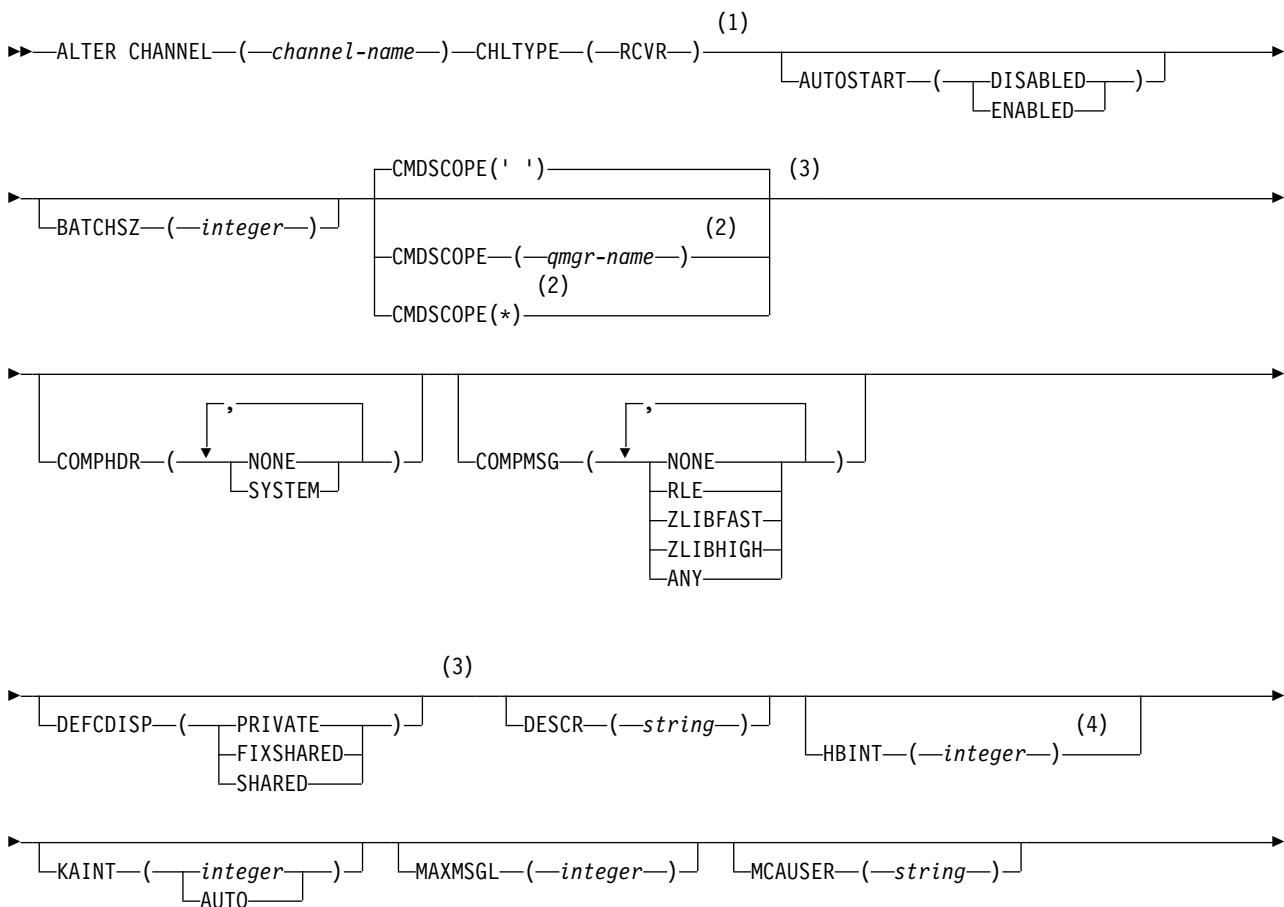 (1)
ALTER CHANNEL ( channel-name ) CHLTYPE ( RCVR )
AUTOSTART ( DISABLED )
ENABLED
CMDSCOPE(' ') (3)
BATCHSZ ( integer )
(2)
CMDSCOPE ( qmgr-name )
(2)
CMDSCOPE(*)
, ,
COMPHDR ( NONE ) COMPMSG ( NONE )
SYSTEM RLE
ZLIBFAST
ZLIBHIGH
ANY
(3)
DEFCDISP ( PRIVATE ) DESCR ( string ) (4)
FIXSHARED HBINT ( integer )
SHARED
KAINT ( integer ) MAXMSGL ( integer ) MCAUSER ( string )
AUTO